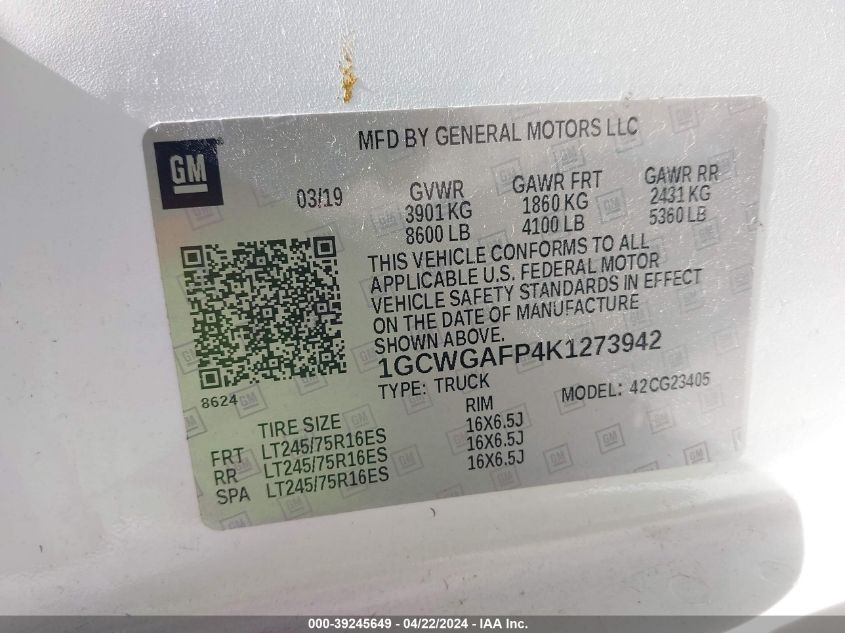 MFD BY GENERAL MOTORS LLC
GM
03/19
GVWR
3901 KG
8600 LB
GAWR FRT
1860 KG
4100 LB
GAWR RR
2431 KG
5360 LB
THIS VEHICLE CONFORMS TO ALL
APPLICABLE U.S. FEDERAL MOTOR
VEHICLE SAFETY STANDARDS IN EFFECT
ON THE DATE OF MANUFACTURE
SHOWN ABOVE.
1GCWGAFP4K1273942
TYPE: TRUCK
MODEL: 42CG23405
8624
TIRE SIZE
RIM
FRT LT245/75R16ES 16X6.5J
RR LT245/75R16ES 16X6.5J
SPA LT245/75R16ES 16X6.5J
000-39245649 - 04/22/2024 - IAA Inc.